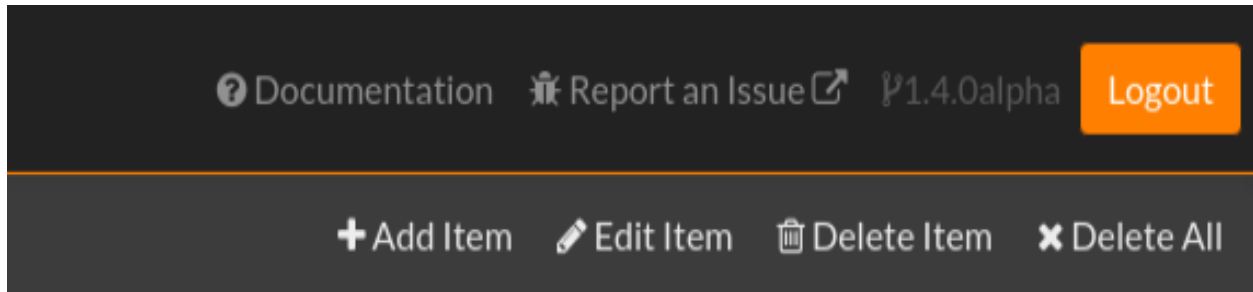 Documentation Report an Issue 1.4.0alpha Logout
Add Item Edit Item Delete Item Delete All